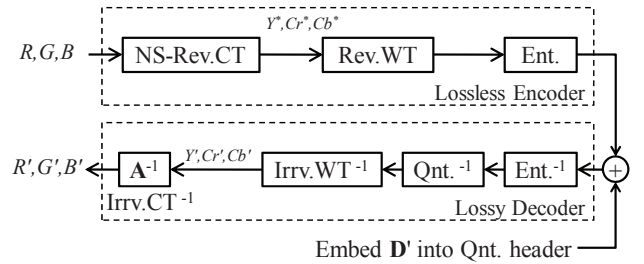 Y*,Cr*,Cb*
R,G,B NS-Rev.CT Rev.WT Ent.
Lossless Encoder
Y',Cr',Cb'
R',G',B' A-1 Irrv.WT -1 Qnt. -1 Ent.-1 +
Irrv.CT -1 Lossy Decoder
Embed D' into Qnt. header